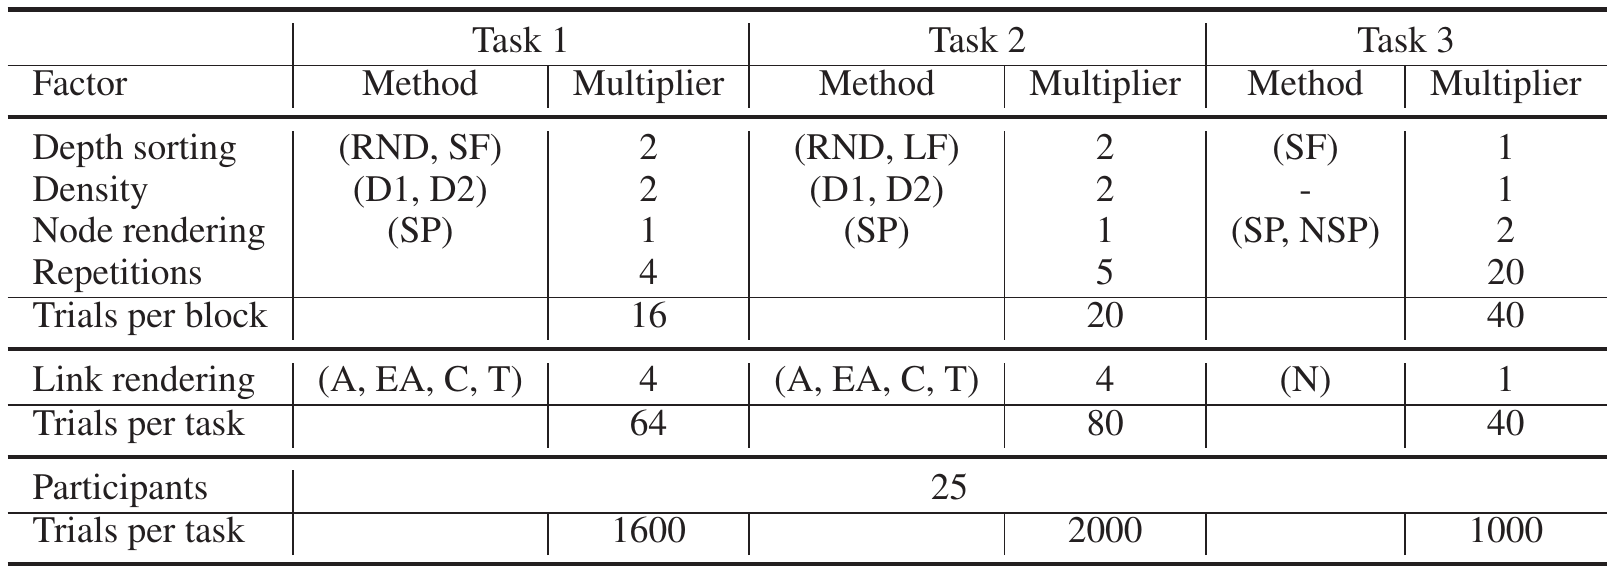 Task 1 Task 2 Task 3
Factor Method Multiplier Method Multiplier Method Multiplier
Depth sorting (RND, SF) 2 (RND, LF) 2 (SF) 1
Density (D1, D2) 2 (D1, D2) 2 - 1
Node rendering (SP) 1 (SP) 1 (SP, NSP) 2
Repetitions 4 5 20
Trials per block 16 20 40
Link rendering (A, EA, C, T) 4 (A, EA, C, T) 4 (N) 1
Trials per task 64 80 40
Participants 25
Trials per task 1600 2000 1000